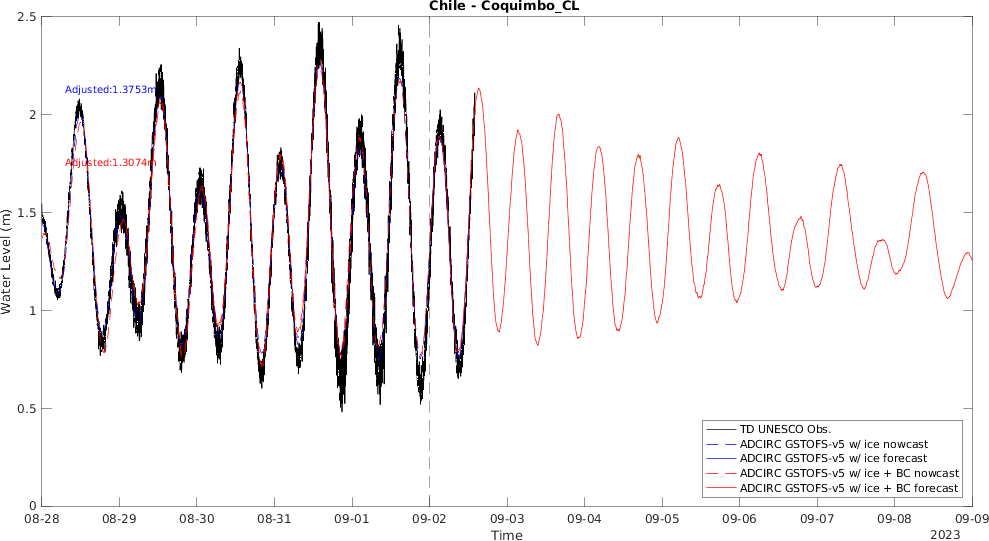 Chile - Coquimbo_CL
2.5
Adjusted:1.3753m
2
Adjusted:1.3074m
1.5
Water Level (m)
1
0.5
TD UNESCO Obs.
ADCIRC GSTOFS-v5 w/ ice nowcast
ADCIRC GSTOFS-v5 w/ ice forecast
ADCIRC GSTOFS-v5 w/ ice + BC nowcast
ADCIRC GSTOFS-v5 w/ ice + BC forecast
0
08-28 08-29 08-30 08-31 09-01 09-02 09-03 09-04 09-05 09-06 09-07 09-08 09-09
Time
2023